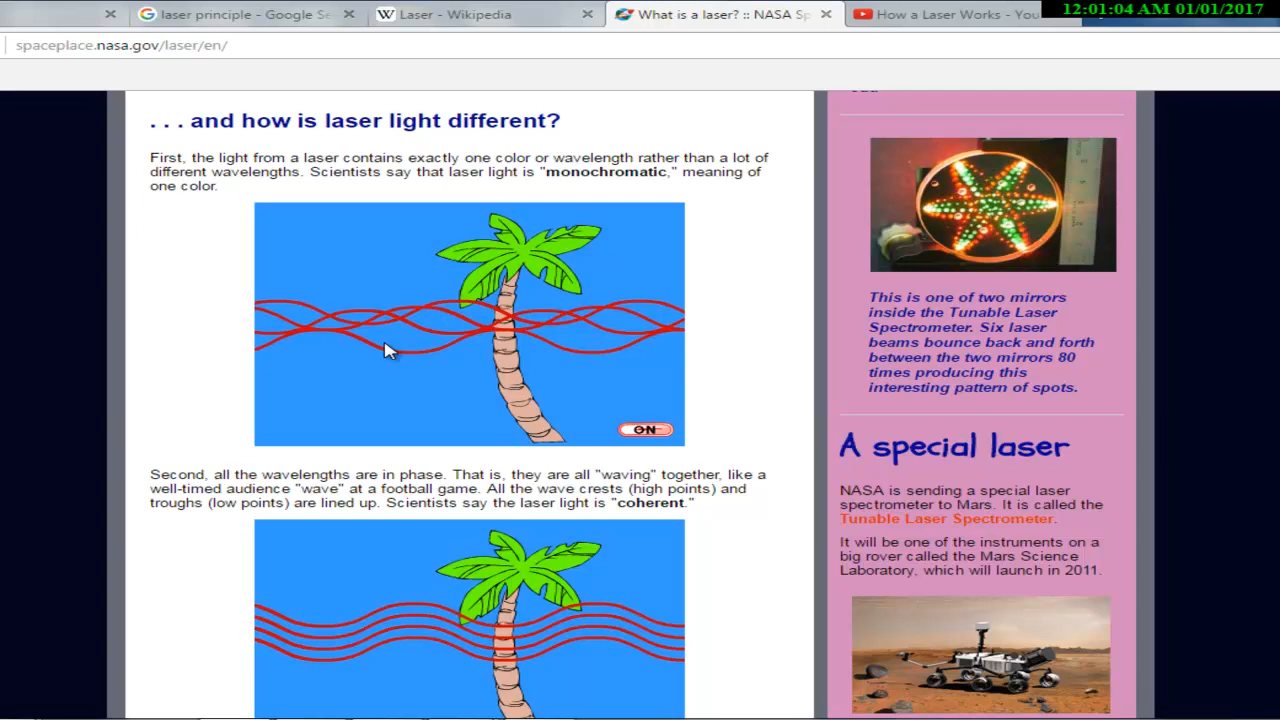 laser principle - Google Se
Laser - Wikipedia
What is a laser? :: NASA Sp
How a Laser Works - You
12:01:04 AM 01/01/2017
spaceplace.nasa.gov/laser/en/
. . . and how is laser light different?
First, the light from a laser contains exactly one color or wavelength rather than a lot of
different wavelengths. Scientists say that laser light is "monochromatic," meaning of
one color.
ON
Second, all the wavelengths are in phase. That is, they are all "waving" together, like a
well-timed audience "wave" at a football game. All the wave crests (high points) and
troughs (low points) are lined up. Scientists say the laser light is "coherent."
This is one of two mirrors
inside the Tunable Laser
Spectrometer. Six laser
beams bounce back and forth
between the two mirrors 80
times producing this
interesting pattern of spots.
A special laser
NASA is sending a special laser
spectrometer to Mars. It is called the
Tunable Laser Spectrometer.
It will be one of the instruments on a
big rover called the Mars Science
Laboratory, which will launch in 2011.